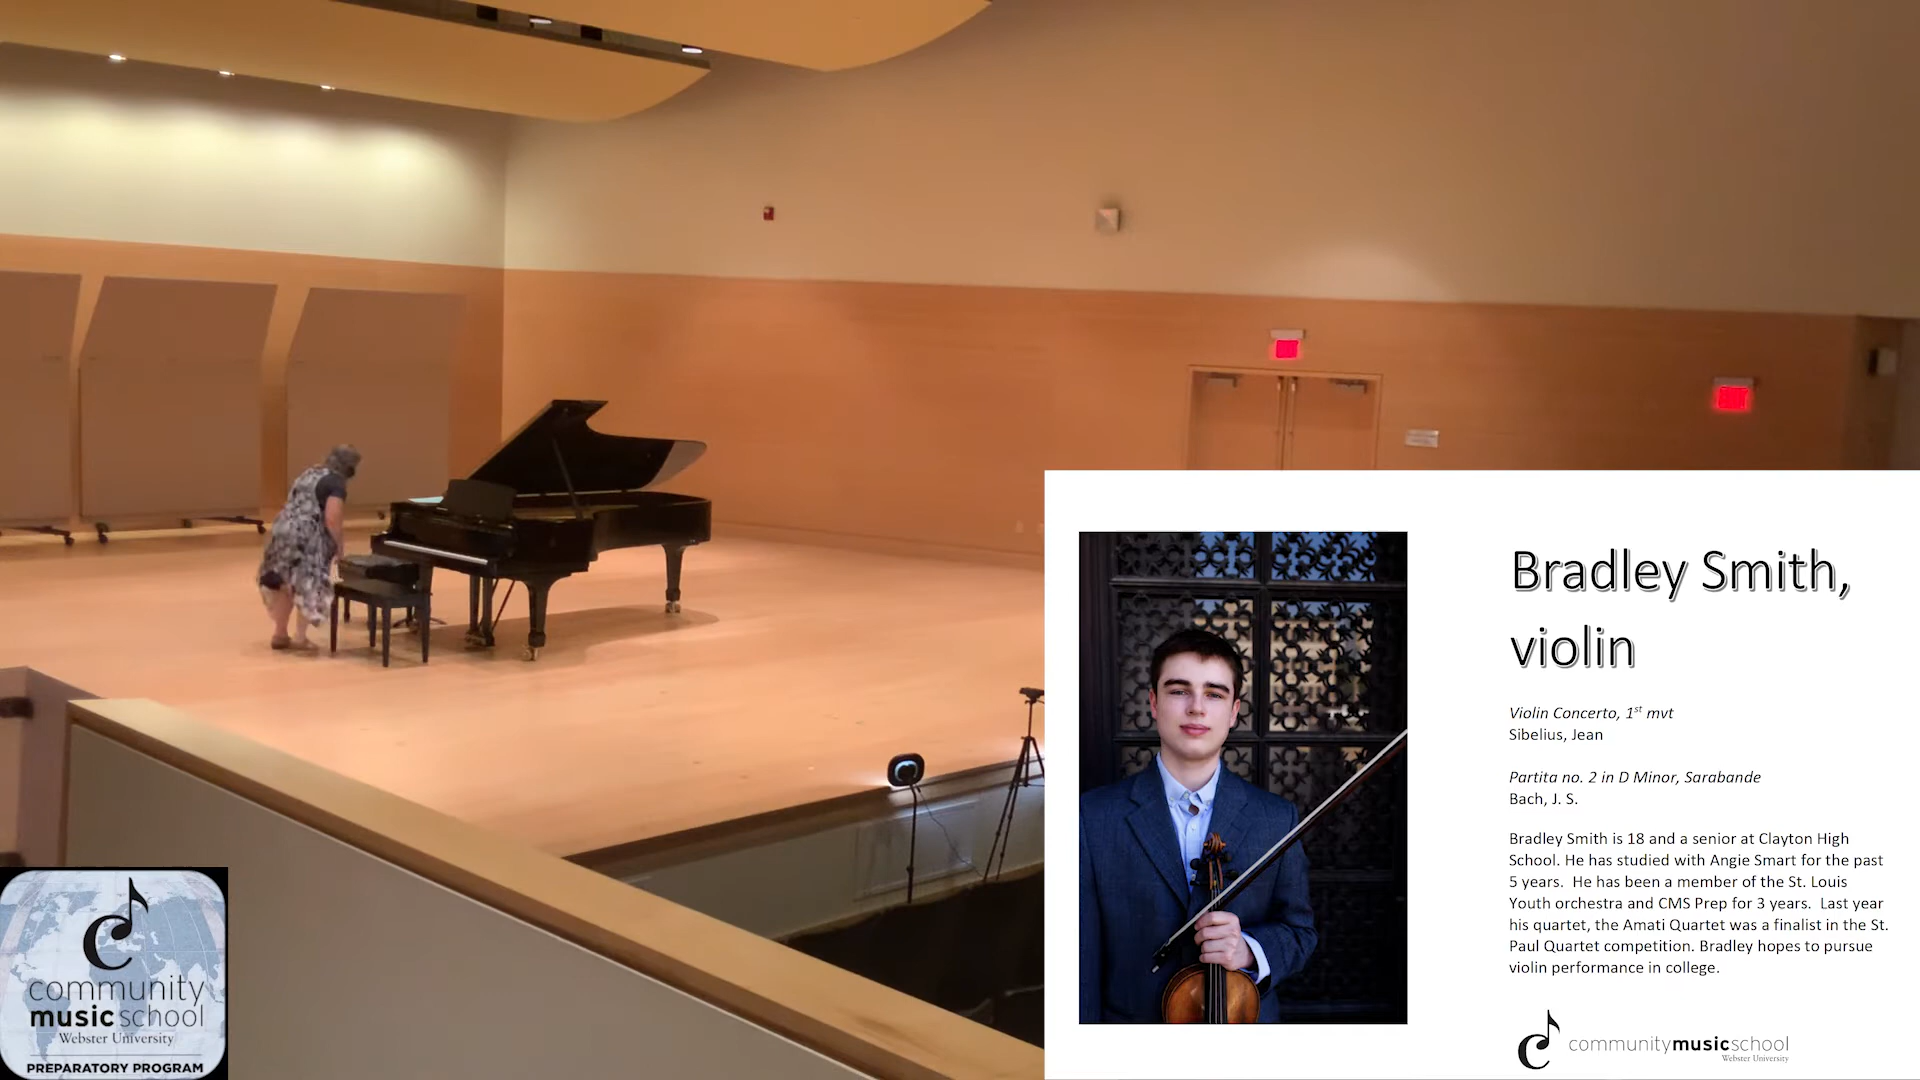 Bradley Smith,
violin
Violin Concerto, 1st mvt
Sibelius, Jean
Partita no. 2 in D Minor, Sarabande
Bach, J. S.
Bradley Smith is 18 and a senior at Clayton High
School. He has studied with Angie Smart for the past
5 years.  He has been a member of the St. Louis
Youth orchestra and CMS Prep for 3 years.  Last year
his quartet, the Amati Quartet was a finalist in the St.
Paul Quartet competition. Bradley hopes to pursue
violin performance in college.
communitymusicschool
Webster University
community
music school
Webster University
PREPARATORY PROGRAM